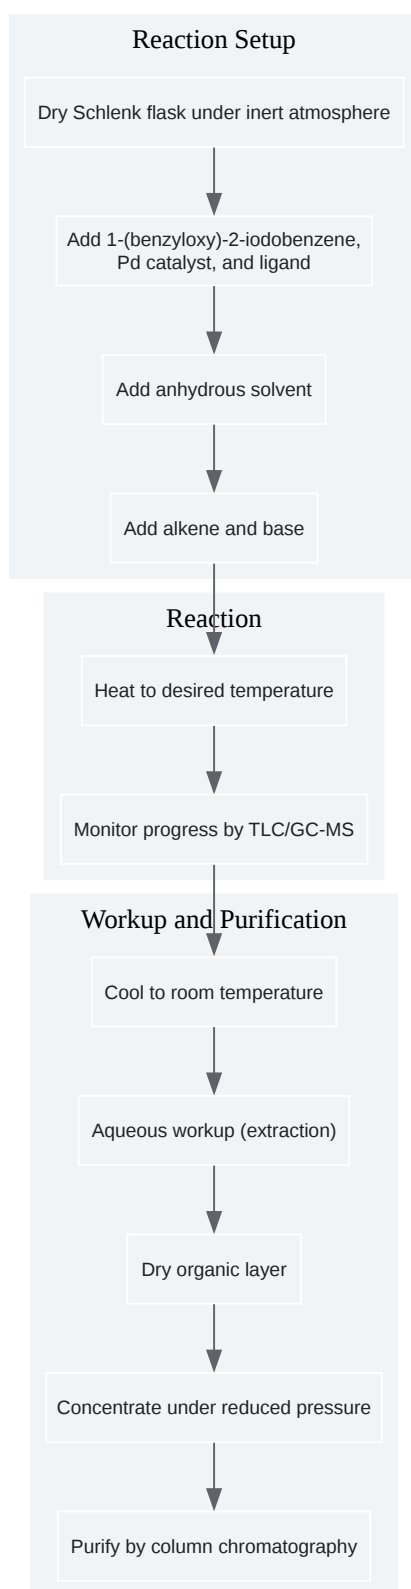 Reaction Setup
Dry Schlenk flask under inert atmosphere
Add 1-(benzyloxy)-2-iodobenzene,
Pd catalyst, and ligand
Add anhydrous solvent
Add alkene and base
Reaction
Heat to desired temperature
Monitor progress by TLC/GC-MS
Workup and Purification
Cool to room temperature
Aqueous workup (extraction)
Dry organic layer
Concentrate under reduced pressure
Purify by column chromatography